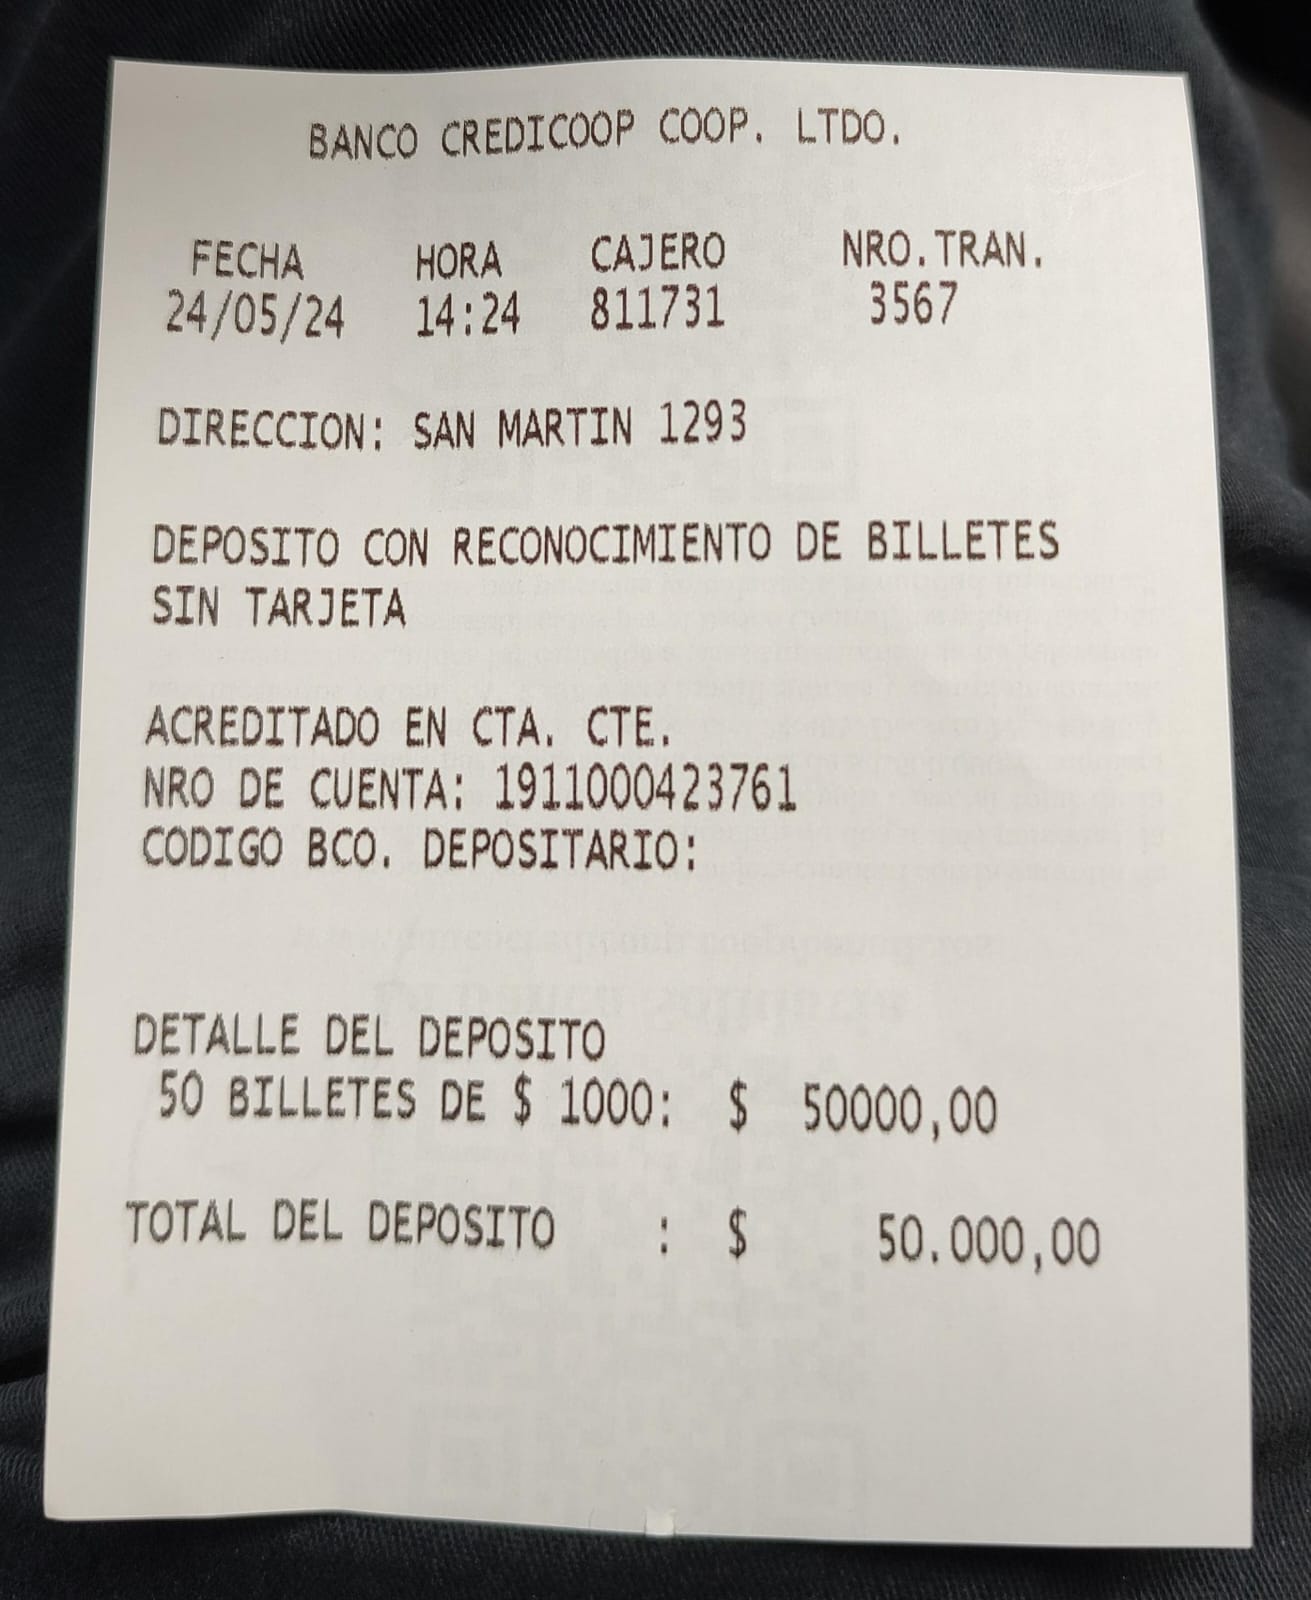 BANCO CREDICOOP COOP. LTDO.
FECHA HORA CAJERO NRO.TRAN.
24/05/24 14:24 811731 3567
DIRECCION: SAN MARTIN 1293
DEPOSITO CON RECONOCIMIENTO DE BILLETES
SIN TARJETA
ACREDITADO EN CTA. CTE.
NRO DE CUENTA: 1911000423761
CODIGO BCO. DEPOSITARIO:
DETALLE DEL DEPOSITO
50 BILLETES DE $ 1000: $ 50000,00
TOTAL DEL DEPOSITO : $ 50.000,00